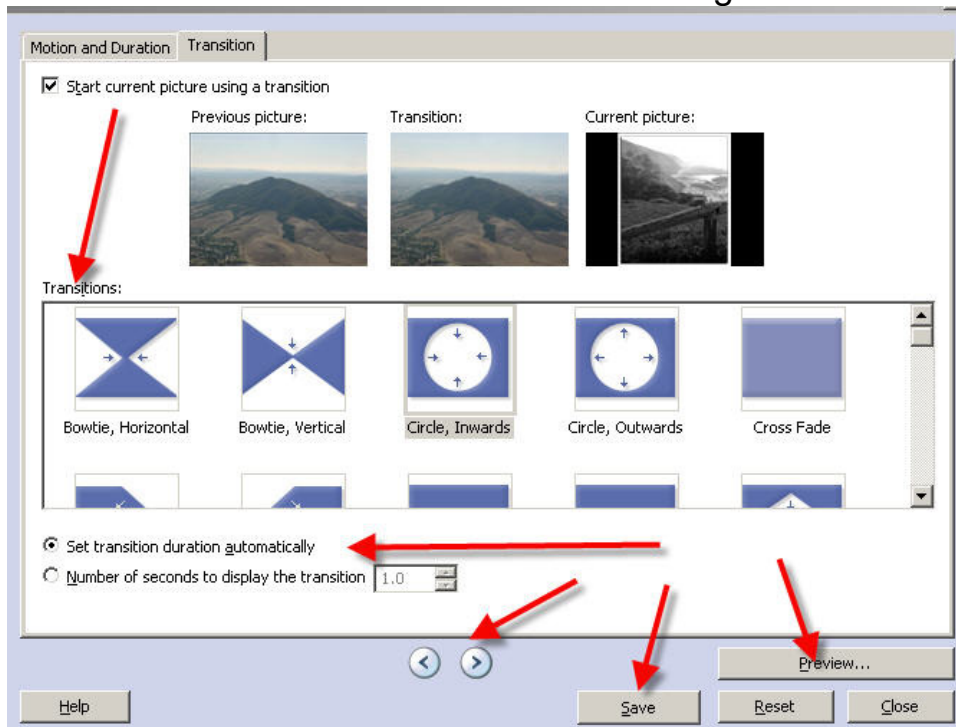 Motion and Duration Transition
Start current picture using a transition
Previous picture: Transition: Current picture:
Transitions:
Bowtie, Horizontal Bowtie, Vertical Circle, Inwards Circle, Outwards Cross Fade
Set transition duration automatically
Number of seconds to display the transition 1.0
Preview...
Help Save Reset Close